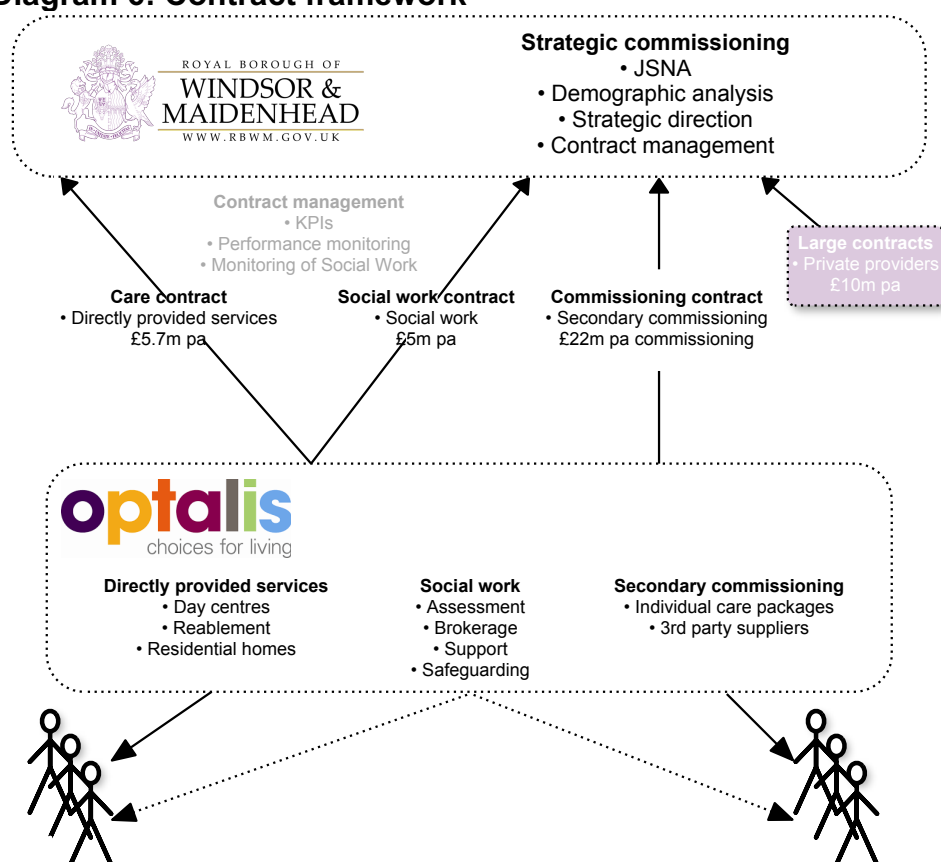 Diagram 6: Contract framework
ROYAL BOROUGH OF
WINDSOR &
MAIDENHEAD
WWW.RBWM.GOV.UK
Strategic commissioning
• JSNA
• Demographic analysis
• Strategic direction
• Contract management
Contract management
• KPIs
• Performance monitoring
• Monitoring of Social Work
Large contracts
• Private providers
£10m pa
Care contract
• Directly provided services
£5.7m pa
Social work contract
• Social work
£5m pa
Commissioning contract
• Secondary commissioning
£22m pa commissioning
optalis
choices for living
Directly provided services
• Day centres
• Reablement
• Residential homes
Social work
• Assessment
• Brokerage
• Support
• Safeguarding
Secondary commissioning
• Individual care packages
• 3rd party suppliers